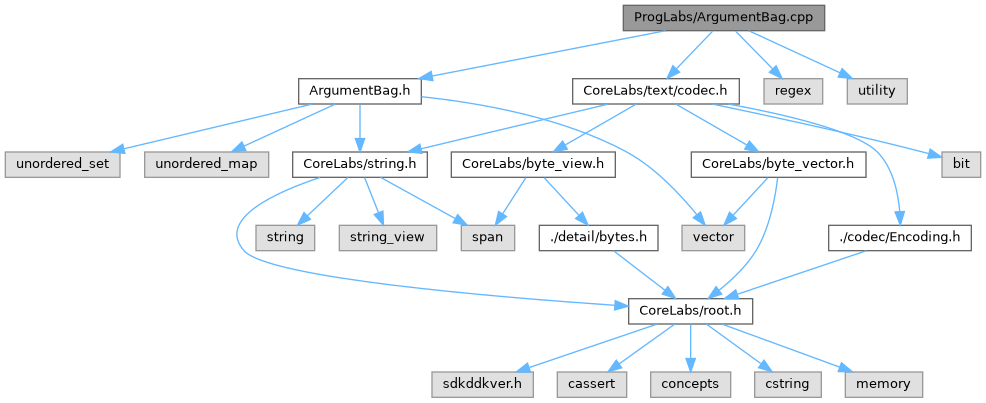 ProgLabs/ArgumentBag.cpp
ArgumentBag.h
CoreLabs/text/codec.h
regex
utility
unordered_set
unordered_map
CoreLabs/string.h
CoreLabs/byte_view.h
CoreLabs/byte_vector.h
bit
string
string_view
span
./detail/bytes.h
vector
./codec/Encoding.h
CoreLabs/root.h
sdkddkver.h
cassert
concepts
cstring
memory